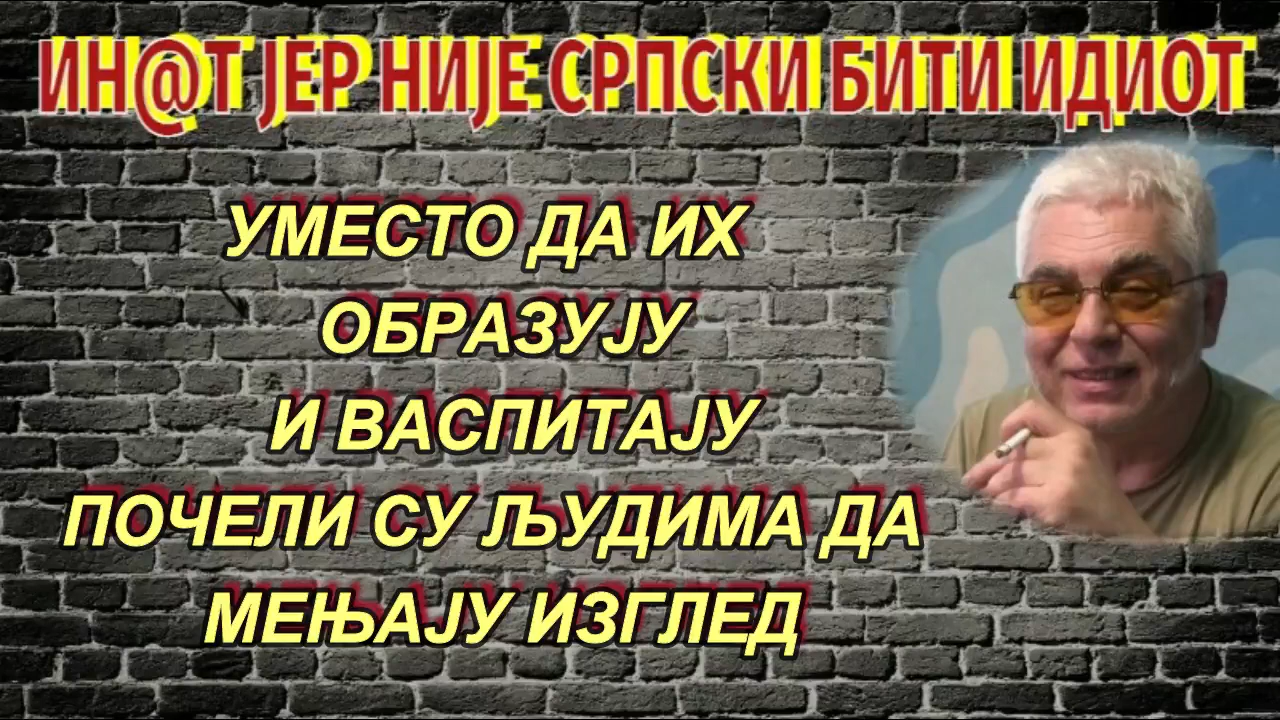 ИН@Т ЈЕР НИЈЕ СРПСКИ БИТИ ИДИОТ
УМЕСТО ДА ИХ
ОБРАЗУЈУ
И ВАСПИТАЈУ
ПОЧЕЛИ СУ ЉУДИМА ДА
МЕЊАЈУ ИЗГЛЕД